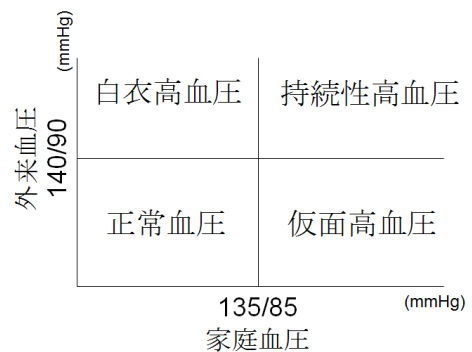 (mmHg)
外来血圧
140/90
白衣高血圧
持続性高血圧
正常血圧
仮面高血圧
135/85
(mmHg)
家庭血圧